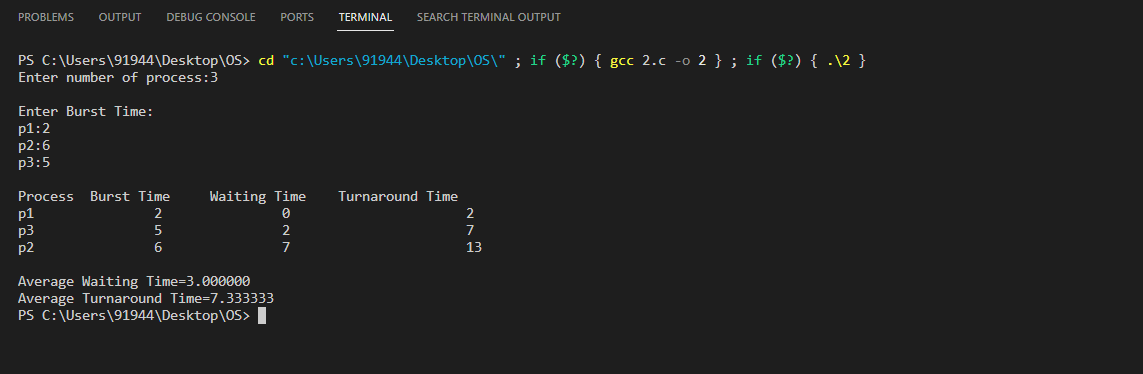 PROBLEMS OUTPUT DEBUG CONSOLE PORTS TERMINAL SEARCH TERMINAL OUTPUT
PS C:\Users\91944\Desktop\OS> cd "c:\Users\91944\Desktop\OS\" ; if ($?) { gcc 2.c -o 2 } ; if ($?) { .\2 }
Enter number of process:3
Enter Burst Time:
p1:2
p2:6
p3:5
Process Burst Time Waiting Time Turnaround Time
p1 2 0 2
p3 5 2 7
p2 6 7 13
Average Waiting Time=3.000000
Average Turnaround Time=7.333333
PS C:\Users\91944\Desktop\OS>